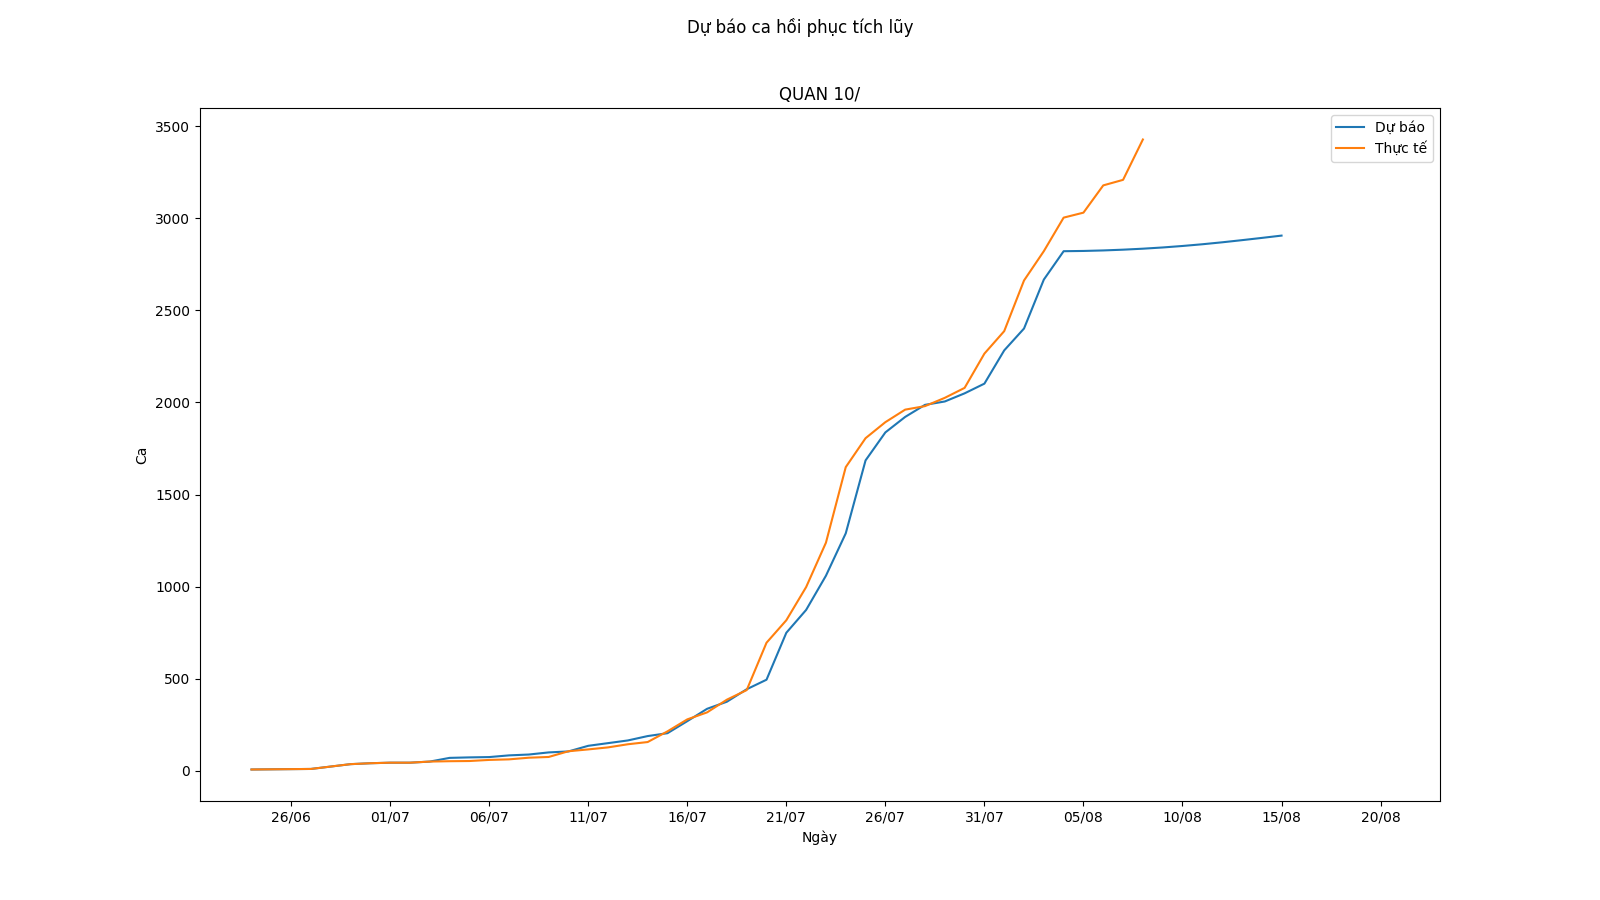 Dự báo ca hồi phục tích lũy
QUAN 10/
Dự báo
Thực tế
3500
3000
2500
2000
1500
1000
500
0
Ca
26/06 01/07 06/07 11/07 16/07 21/07 26/07 31/07 05/08 10/08 15/08 20/08
Ngày